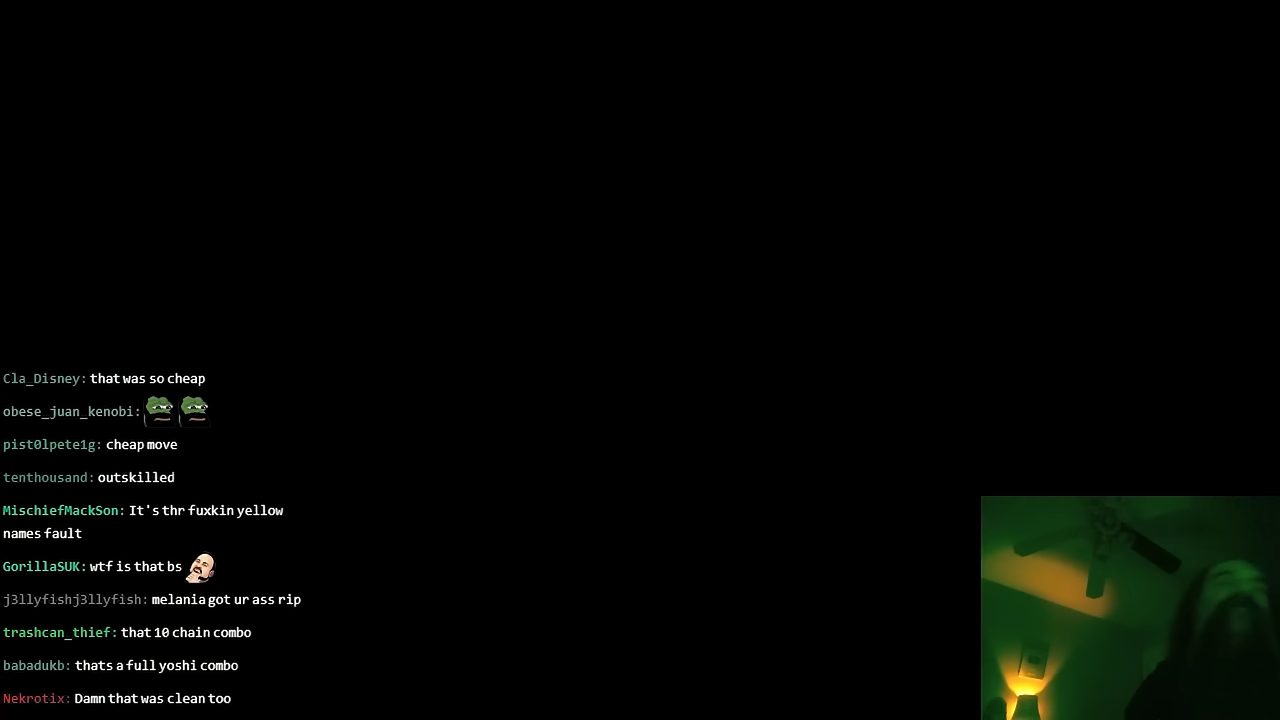 Cla_Disney: that was so cheap
obese_juan_kenobi:
pist0lpete1g: cheap move
tenthousand: outskilled
MischiefMackSon: It's thr fuxkin yellow
names fault
GorillaSUK: wtf is that bs
j3llyfishj3llyfish: melania got ur ass rip
trashcan_thief: that 10 chain combo
babadukb: thats a full yoshi combo
Nekrotix: Damn that was clean too